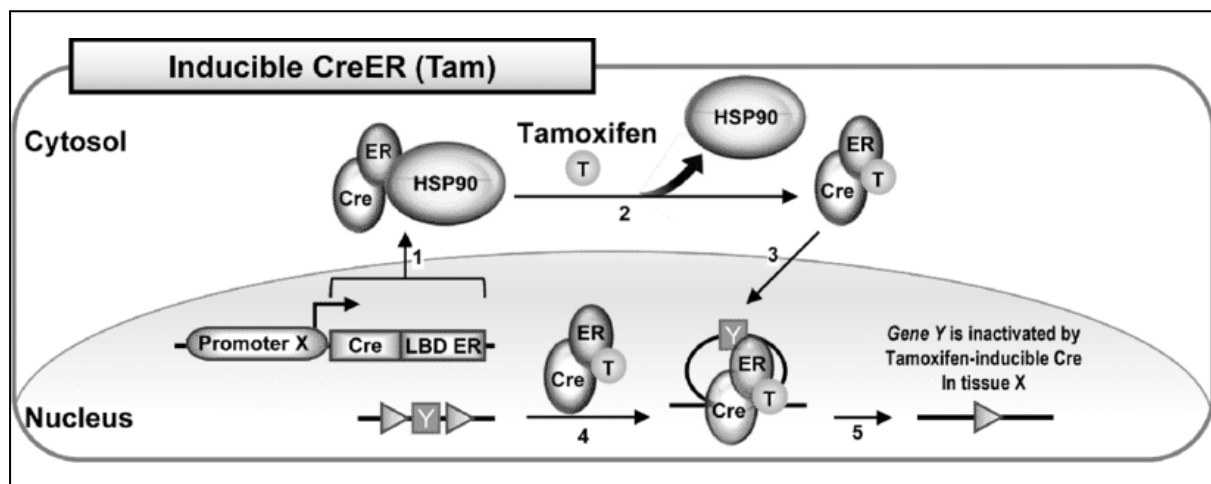 Inducible CreER (Tam)
Cytosol
ER
Cre
HSP90
Tamoxifen
T
2
HSP90
ER
Cre
T
1
3
Promoter X
Cre
LBD ER
ER
Cre
T
Y
ER
Cre
T
Gene Y is inactivated by
Tamoxifen-inducible Cre
In tissue X
Nucleus
Y
4
5